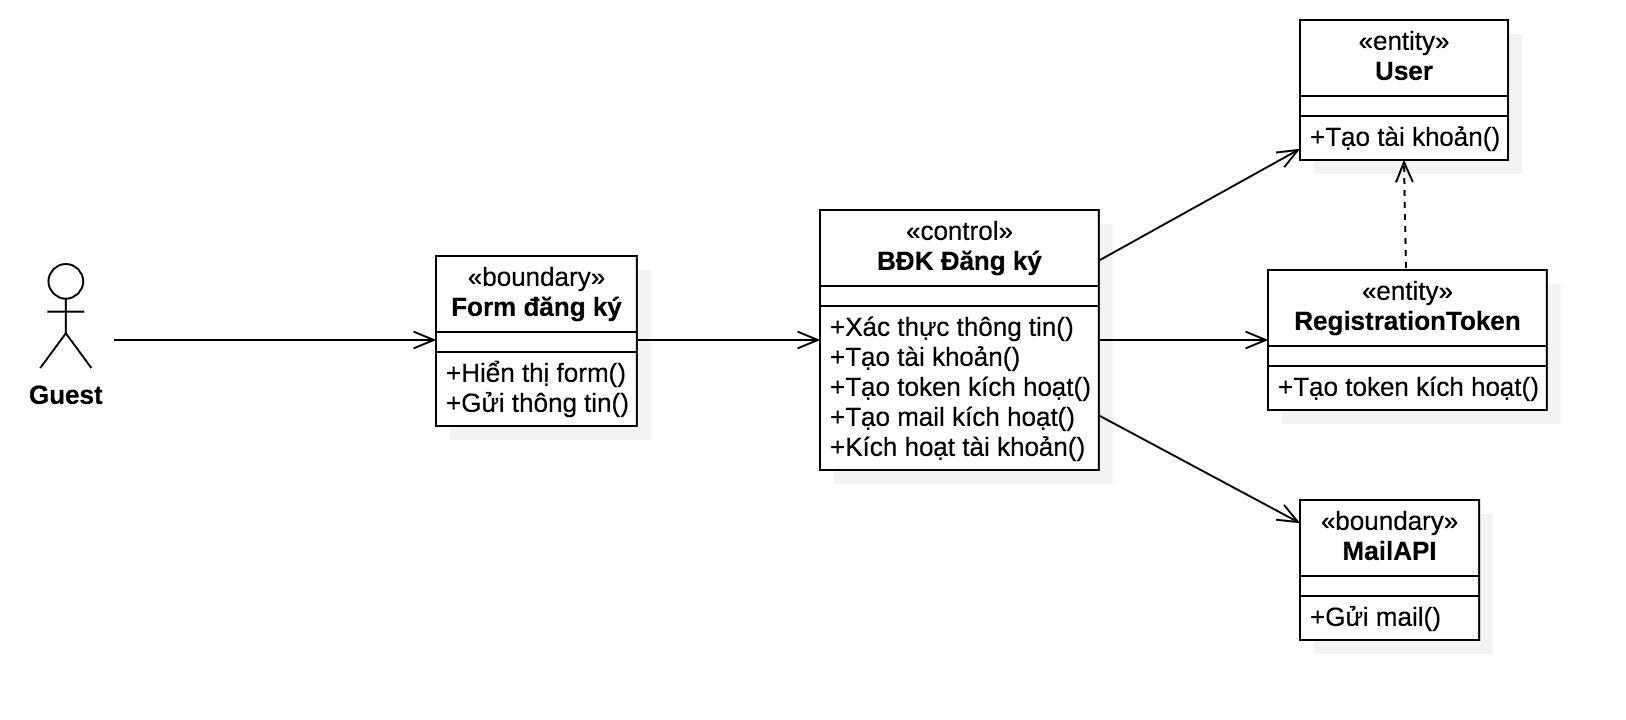 Guest
«boundary»
Form đăng ký
+Hiển thị form()
+Gửi thông tin()
«control»
BĐK Đăng ký
+Xác thực thông tin()
+Tạo tài khoản()
+Tạo token kích hoạt()
+Tạo mail kích hoạt()
+Kích hoạt tài khoản()
«entity»
User
+Tạo tài khoản()
«entity»
RegistrationToken
+Tạo token kích hoạt()
«boundary»
MailAPI
+Gửi mail()